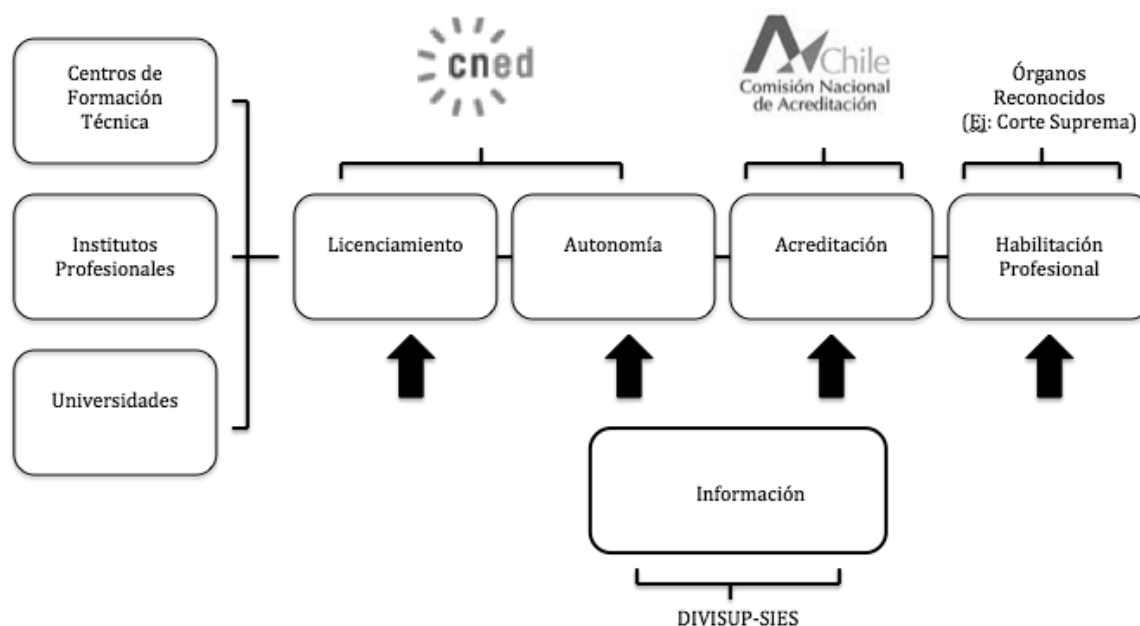 Centros de
Formación
Técnica
Institutos
Profesionales
Universidades
cned
Chile
Comisión Nacional
de Acreditación
Órganos
Reconocidos
(Ej: Corte Suprema)
Licenciamiento
Autonomía
Acreditación
Habilitación
Profesional
Información
DIVISUP-SIES